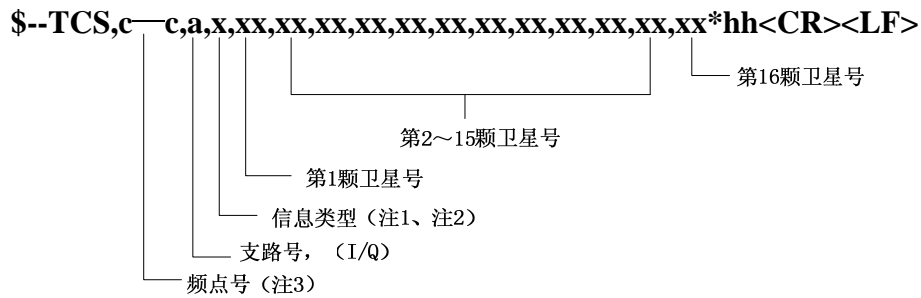 $--TCS,c—c,a,x,xx,xx,xx,xx,xx,xx,xx,xx,xx,xx,xx,xx*hh<CR><LF>
第16颗卫星号
第2～15颗卫星号
第1颗卫星号
信息类型（注1、注2）
支路号，（I/Q）
频点号（注3）